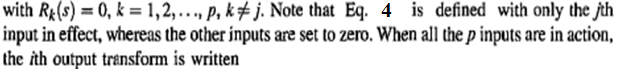 with Rₖ(s) = 0, k = 1,2,..., p, k ≠ j. Note that Eq. 4 is defined with only the jth
input in effect, whereas the other inputs are set to zero. When all the p inputs are in action,
the ith output transform is written